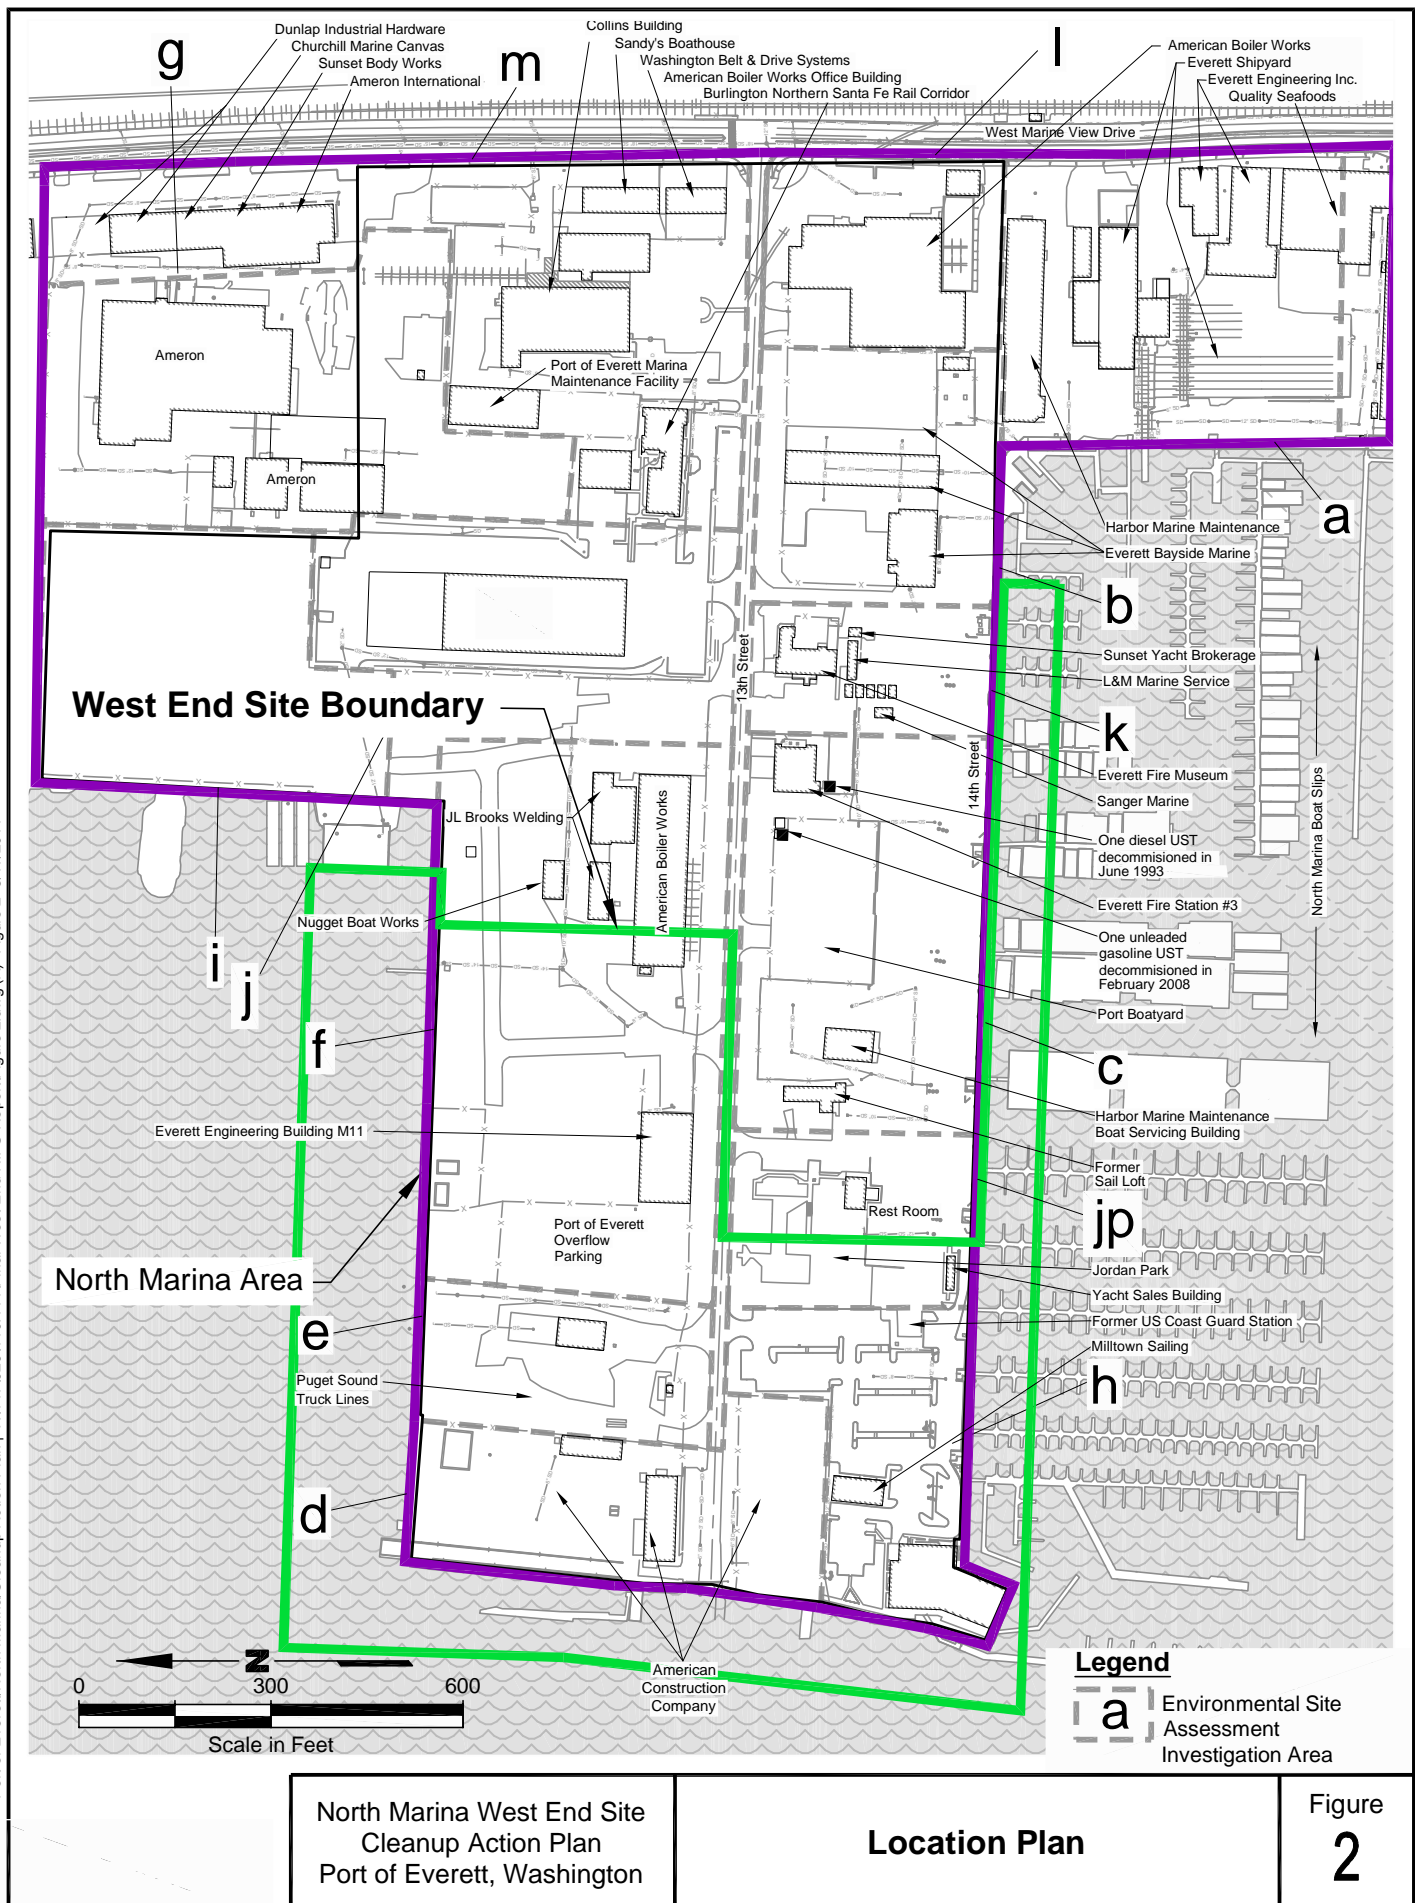 Dunlap Industrial Hardware
Churchill Marine Canvas
Sunset Body Works
Ameron International
g
m
Collins Building
Sandy's Boathouse
Washington Belt & Drive Systems
American Boiler Works Office Building
Burlington Northern Santa Fe Rail Corridor
l
American Boiler Works
Everett Shipyard
Everett Engineering Inc.
Quality Seafoods
West Marine View Drive
Ameron
Port of Everett Marina
Maintenance Facility
Ameron
a
Harbor Marine Maintenance
Everett Bayside Marine
b
Sunset Yacht Brokerage
L&M Marine Service
k
13th Street
14th Street
West End Site Boundary
Everett Fire Museum
Sanger Marine
North Marina Boat Slips
JL Brooks Welding
American Boiler Works
One diesel UST
decommisioned in
June 1993
Everett Fire Station #3
Nugget Boat Works
One unleaded
gasoline UST
decommisioned in
February 2008
i
j
Port Boatyard
f
c
Harbor Marine Maintenance
Boat Servicing Building
Everett Engineering Building M11
Former
Sail Loft
jp
Rest Room
Port of Everett
Overflow
Parking
North Marina Area
Jordan Park
Yacht Sales Building
Former US Coast Guard Station
Milltown Sailing
e
h
Puget Sound
Truck Lines
d
N
American
Construction
Company
0 300 600
Scale in Feet
Legend
a
Environmental Site
Assessment
Investigation Area
North Marina West End Site
Cleanup Action Plan
Port of Everett, Washington
Location Plan
Figure
2